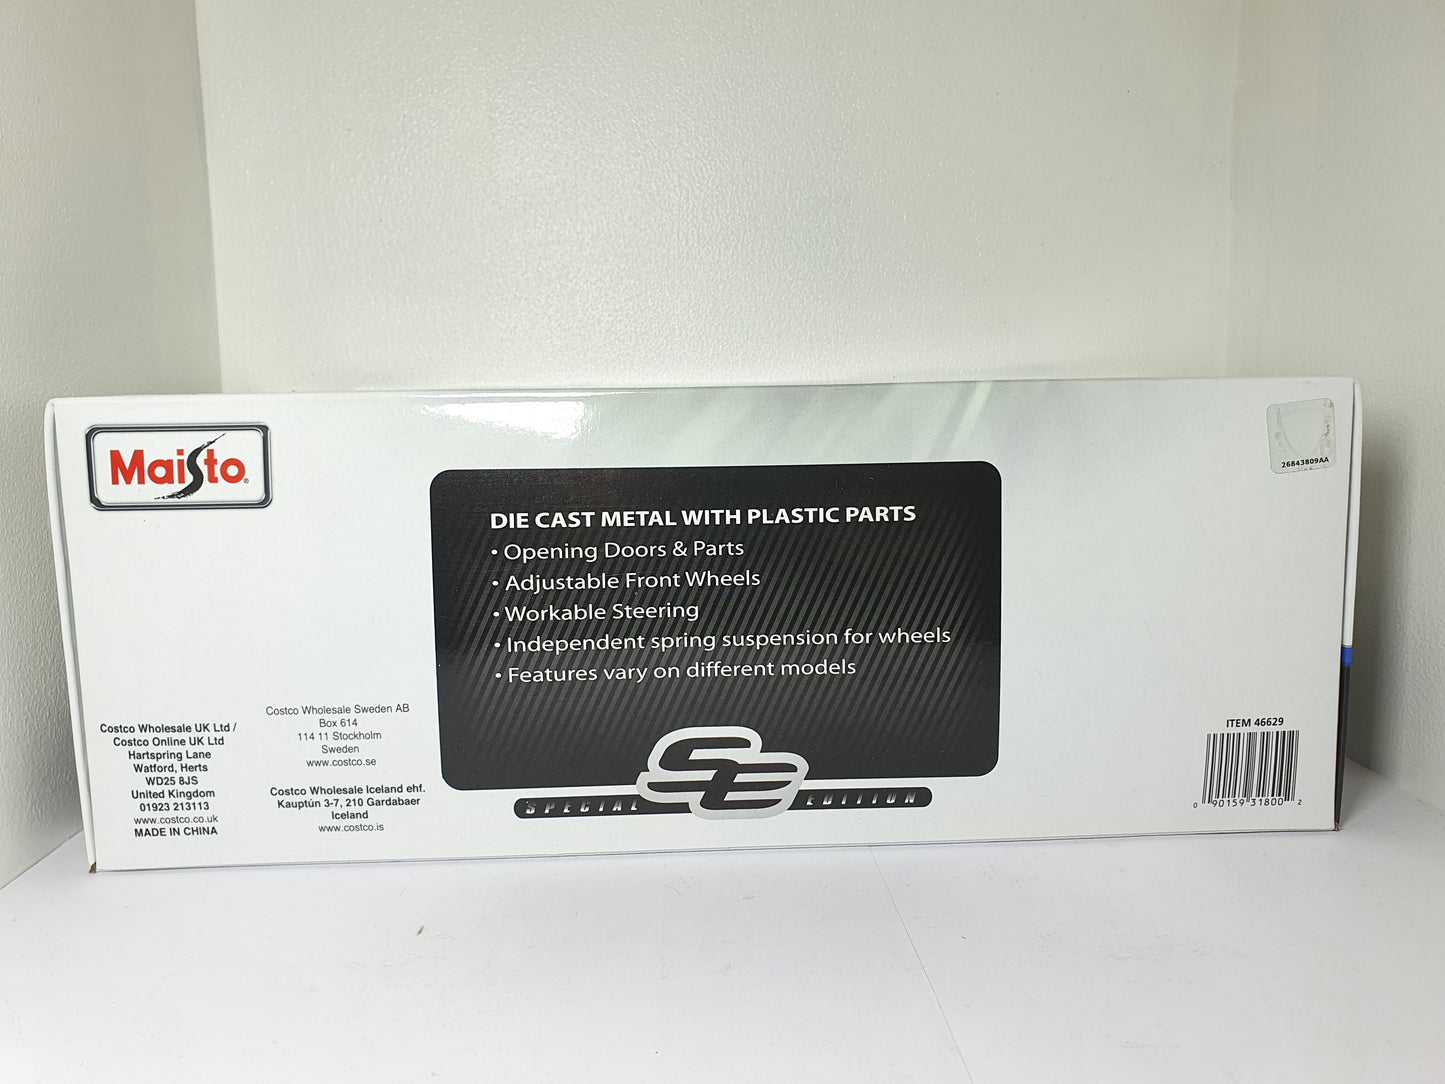 Maisto®
26843809AA
DIE CAST METAL WITH PLASTIC PARTS
• Opening Doors & Parts
• Adjustable Front Wheels
• Workable Steering
• Independent spring suspension for wheels
• Features vary on different models
SPECIAL SE EDITION
Costco Wholesale UK Ltd /
Costco Online UK Ltd
Hartspring Lane
Watford, Herts
WD25 8JS
United Kingdom
01923 213113
www.costco.co.uk
MADE IN CHINA
Costco Wholesale Sweden AB
Box 614
114 11 Stockholm
Sweden
www.costco.se
Costco Wholesale Iceland ehf.
Kauptún 3-7, 210 Gardabaer
Iceland
www.costco.is
ITEM 46629
0 90159 31800 2